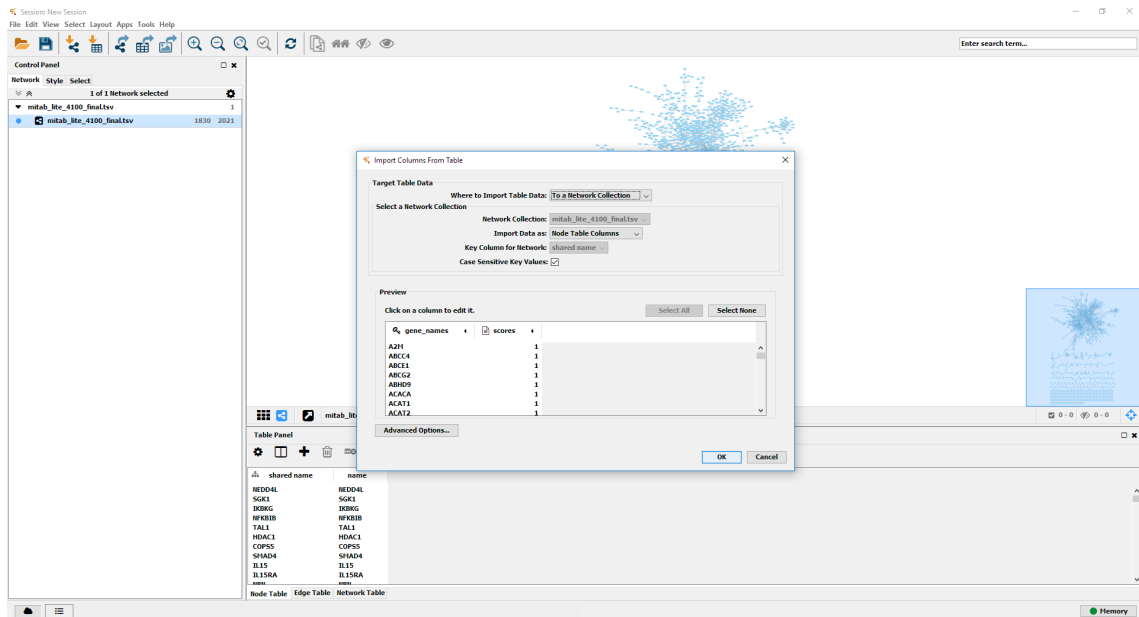 Session: New Session
File Edit View Select Layout Apps Tools Help
Enter search term...
Control Panel
Network Style Select
1 of 1 Network selected
mitab_lite_4100_final.tsv 1
mitab_lite_4100_final.tsv 1830 2021
Import Columns From Table
Target Table Data
Where to Import Table Data: To a Network Collection
Select a Network Collection
Network Collection: mitab_lite_4100_final.tsv
Import Data as: Node Table Columns
Key Column for Network: shared name
Case Sensitive Key Values:
Preview
Click on a column to edit it. Select All Select None
gene_names scores
A2M 1
ABCC4 1
ABCE1 1
ABCG2 1
ABHD9 1
ACACA 1
ACAT1 1
ACAT2 1
Advanced Options...
OK Cancel
mitab_lit
0 - 0 0 - 0
Table Panel
shared name name
NEDD4L NEDD4L
SGK1 SGK1
IKBKG IKBKG
NFKBIB NFKBIB
TAL1 TAL1
HDAC1 HDAC1
COPS5 COPS5
SMAD4 SMAD4
IL15 IL15
IL15RA IL15RA
Node Table Edge Table Network Table
Memory